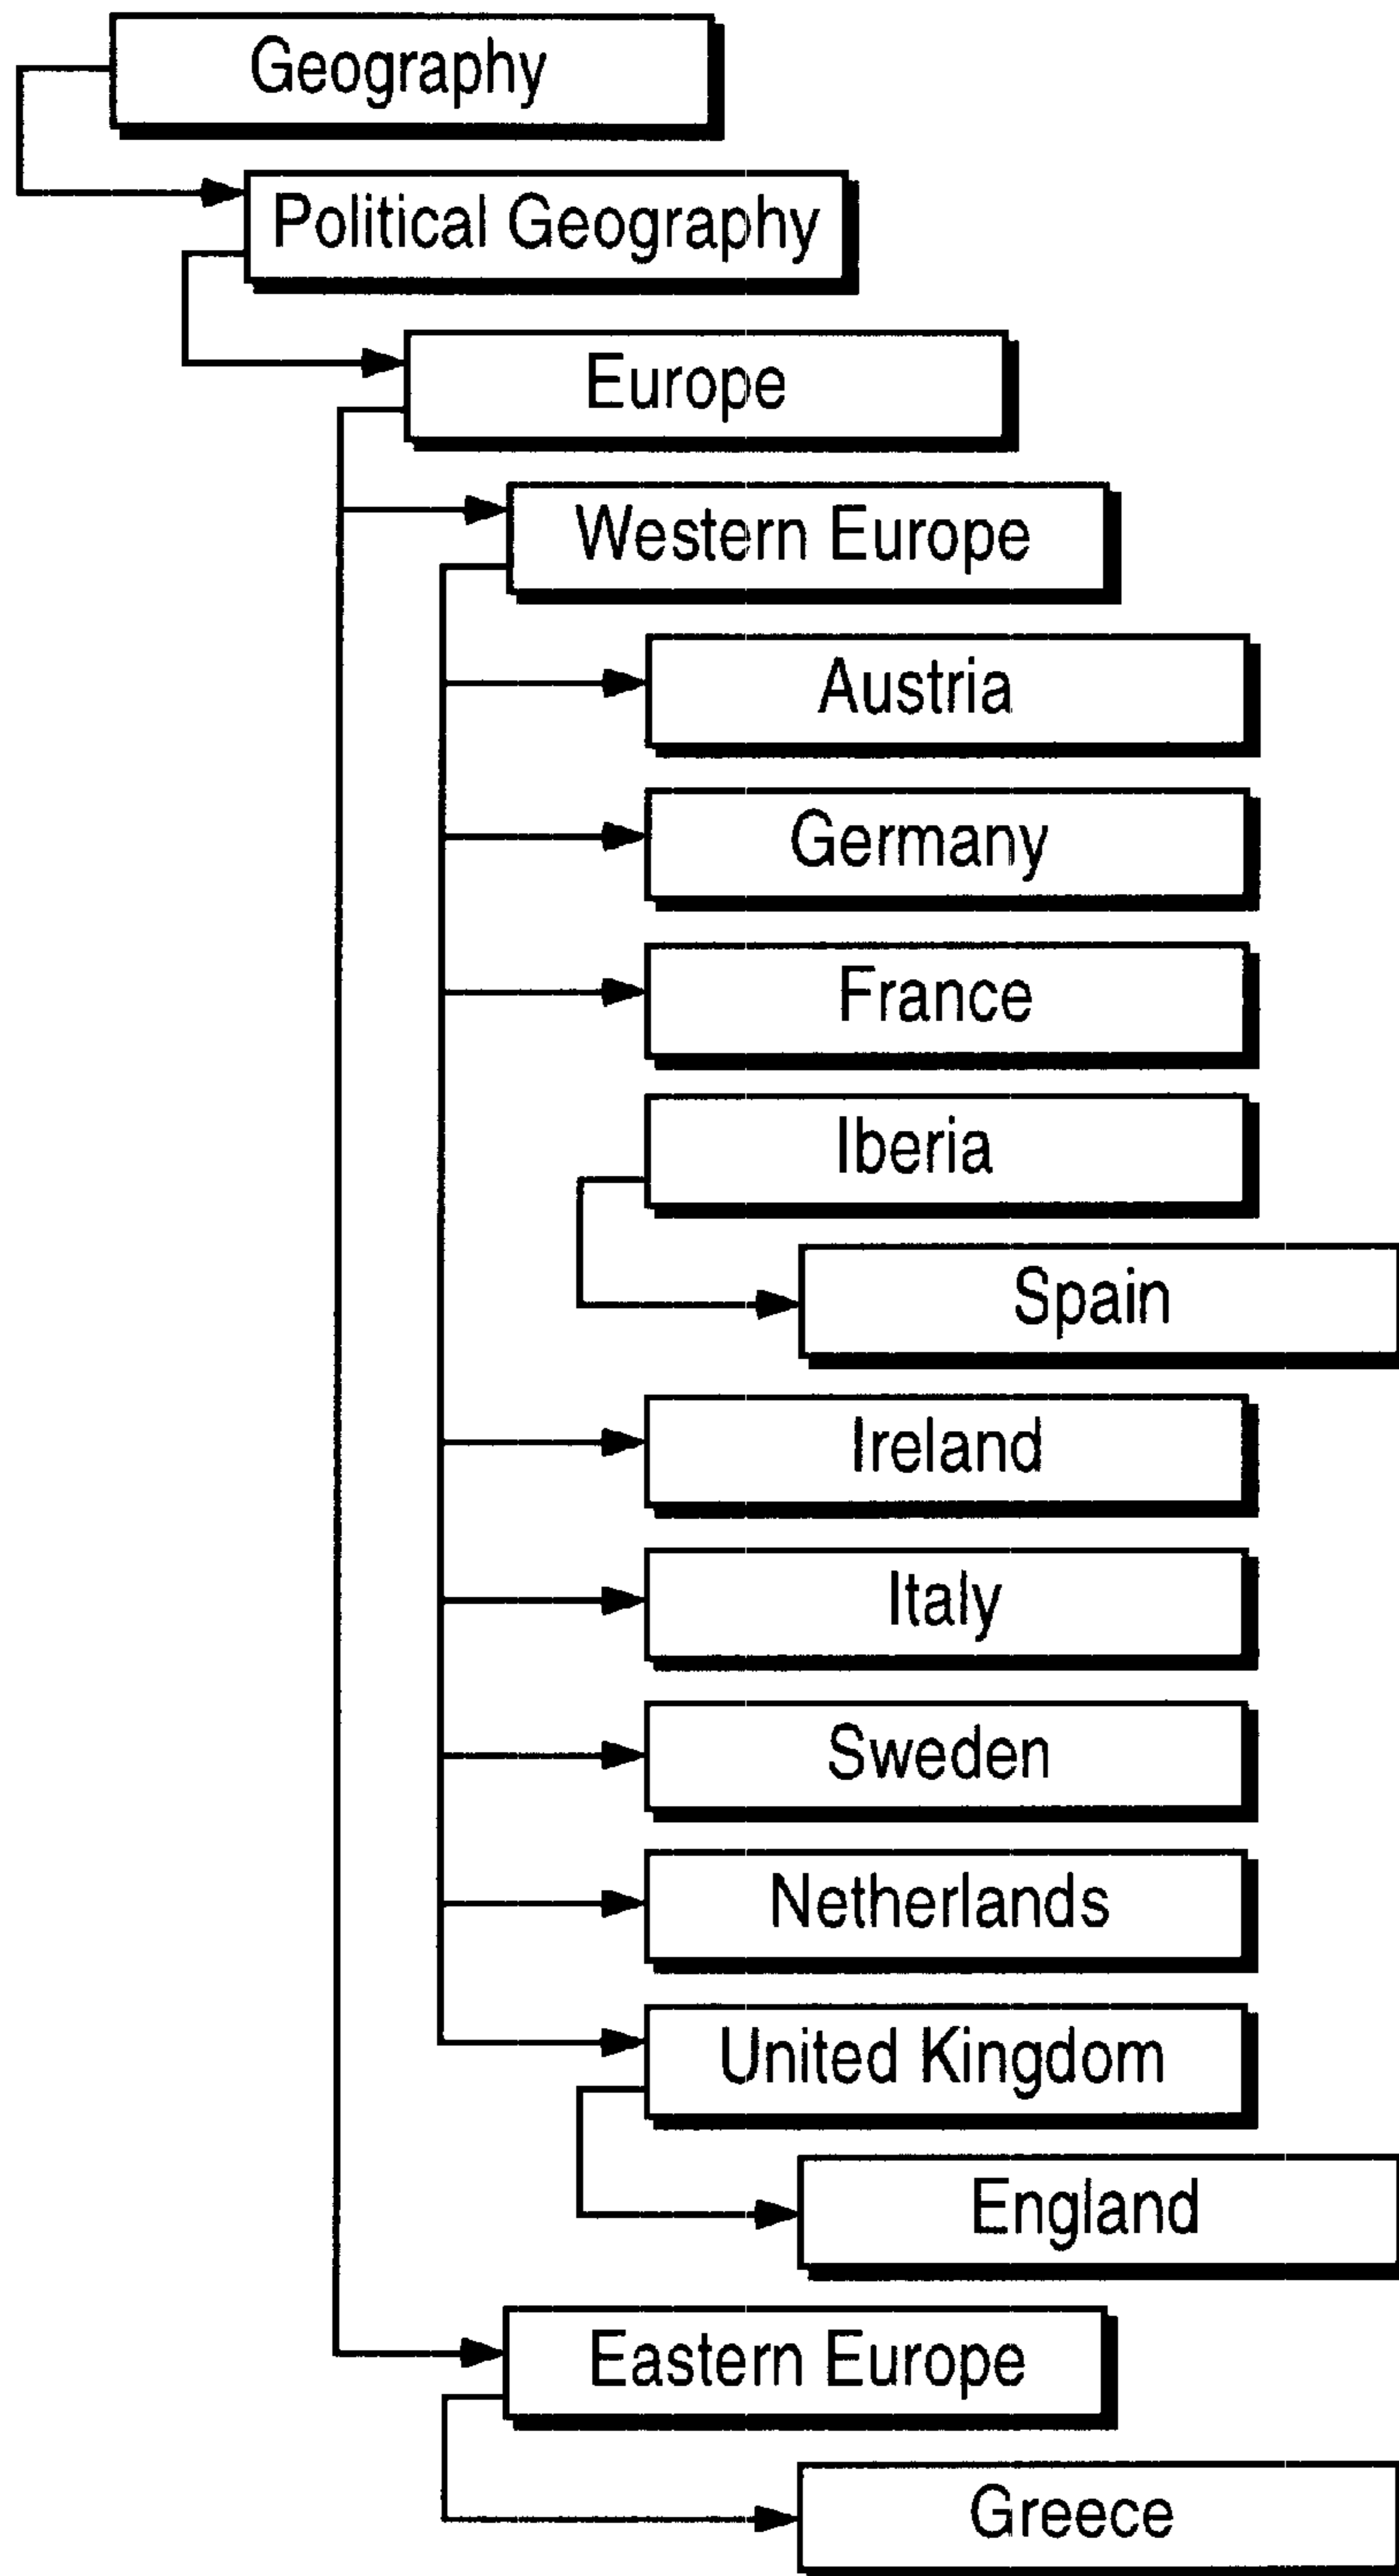 Geography
Political Geography
Europe
Western Europe
Austria
Germany
France
Iberia
Spain
Ireland
Italy
Sweden
Netherlands
United Kingdom
England
Eastern Europe
Greece